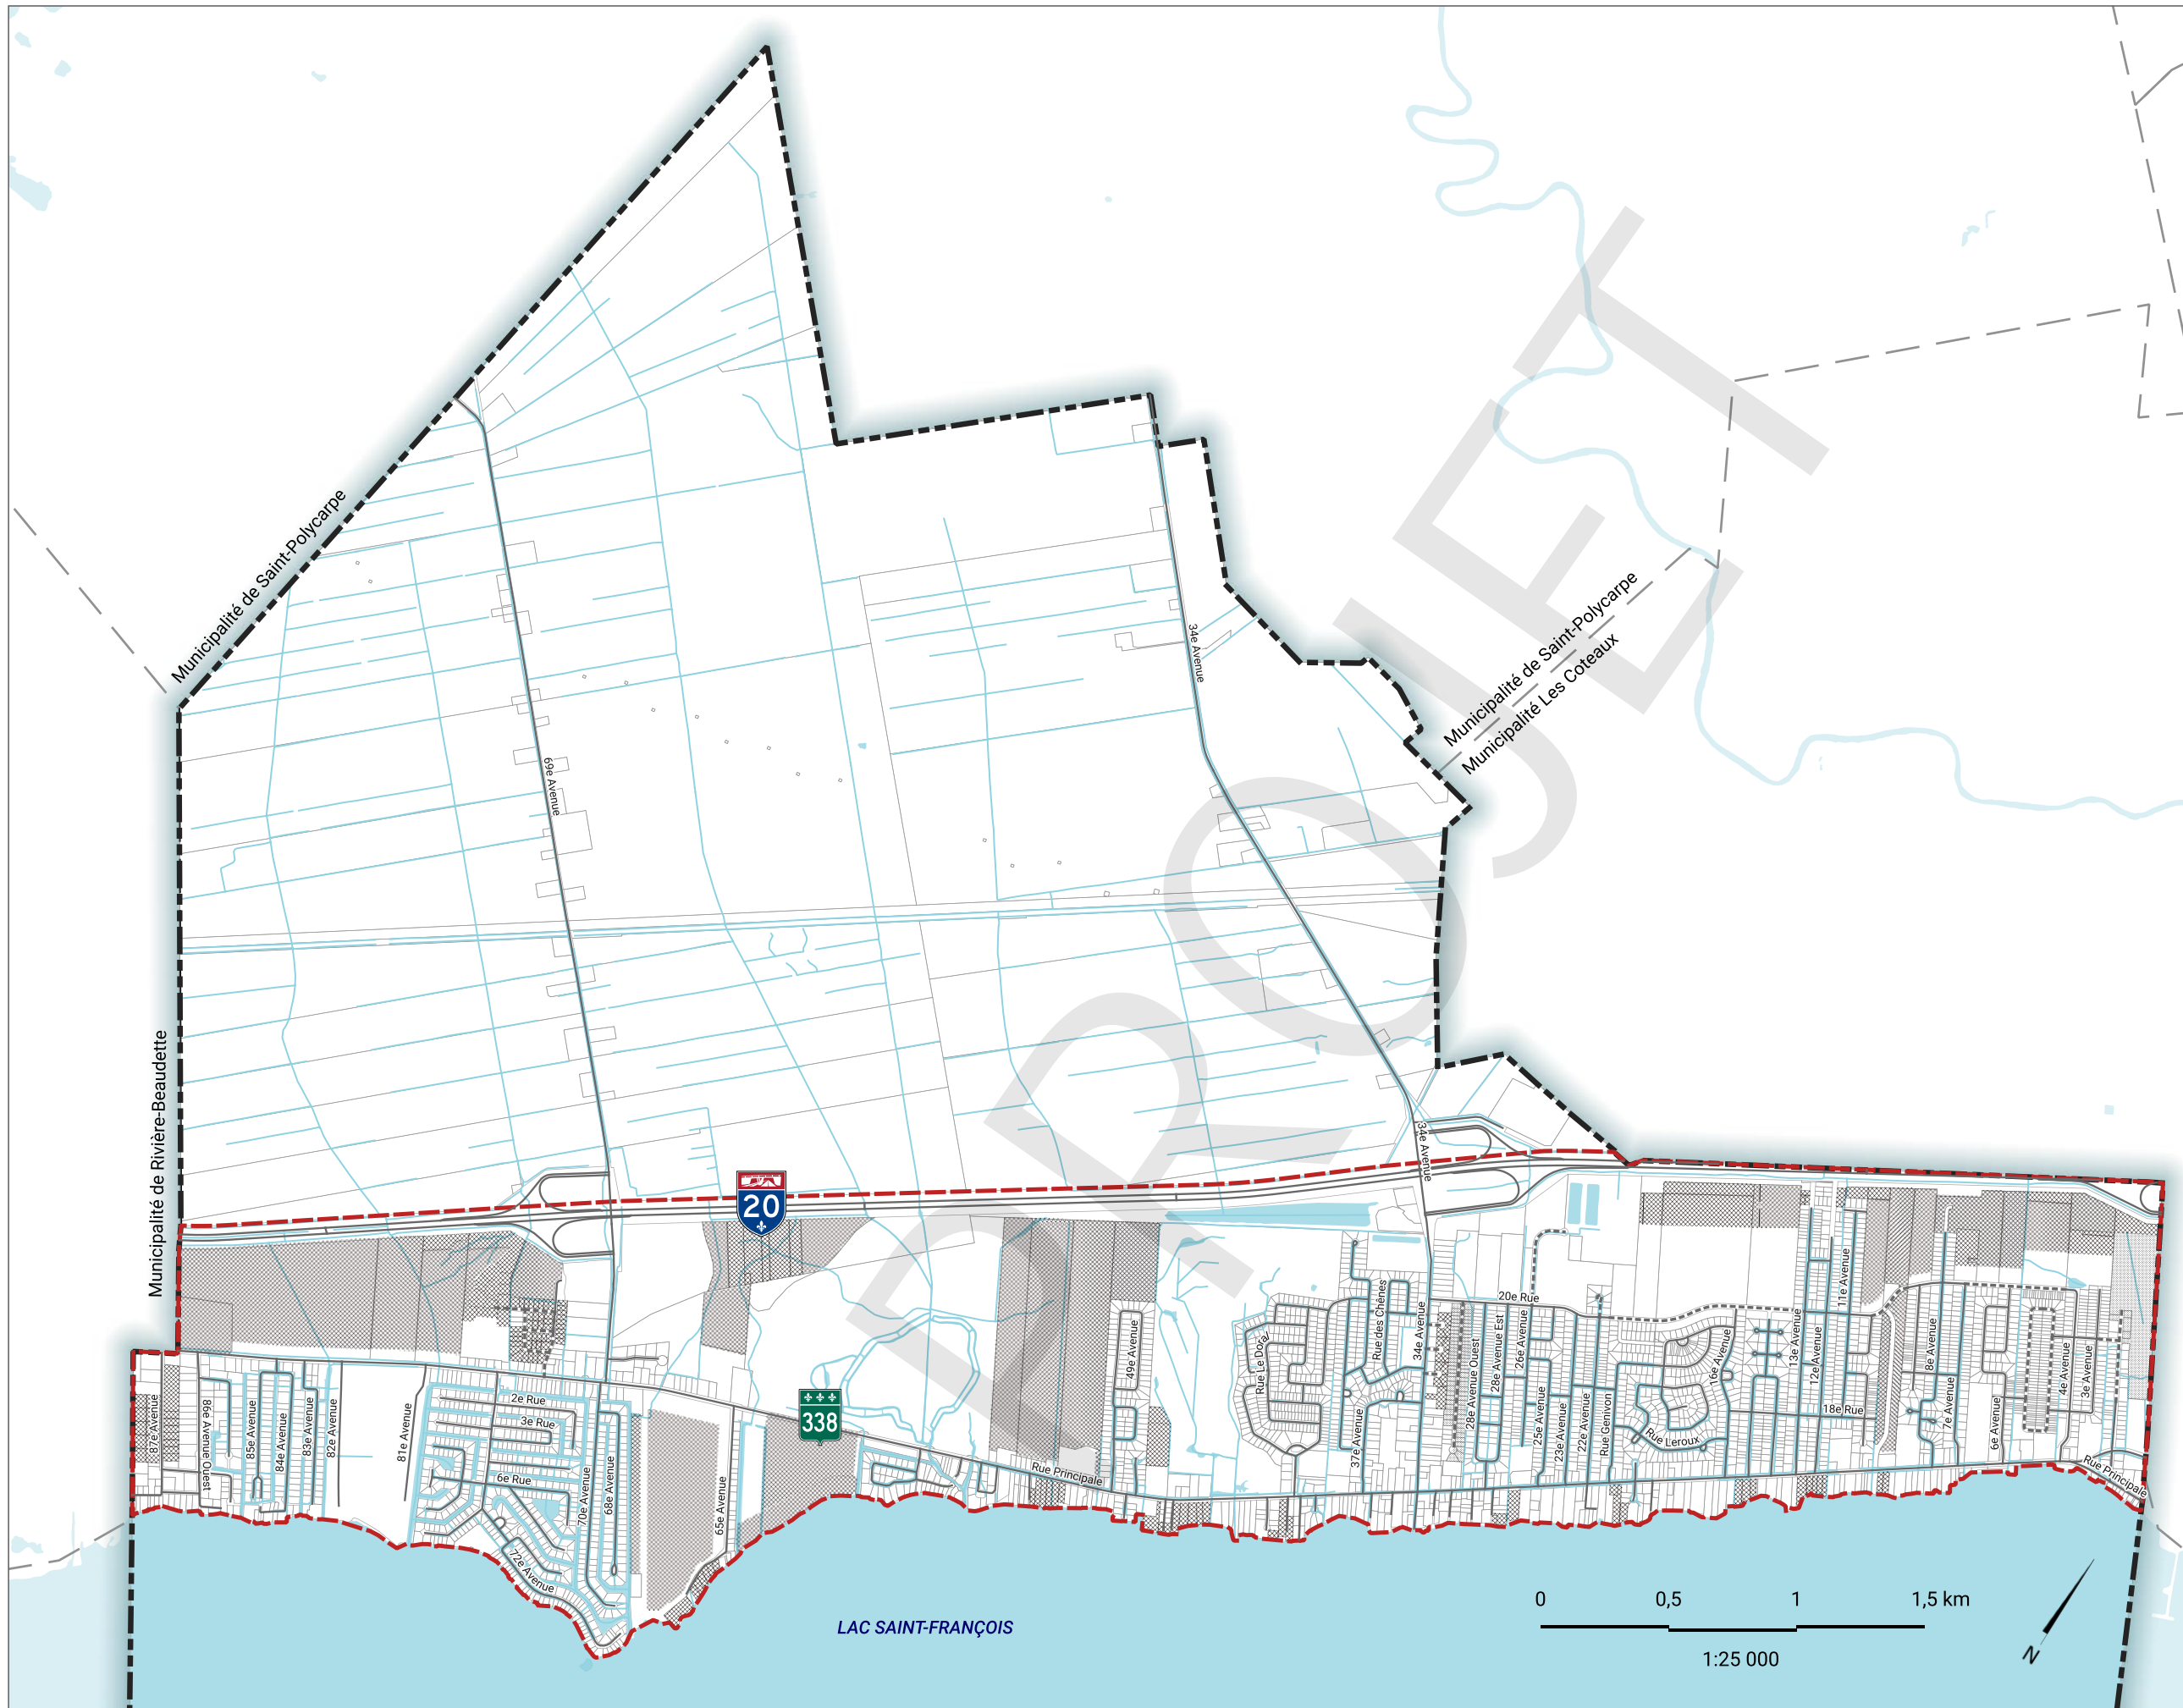 PROJET
Municipalité de Saint-Polycarpe
Municipalité de Saint-Polycarpe
Municipalité Les Coteaux
34e Avenue
69e Avenue
Municipalité de Rivière-Beaudette
34e Avenue
20
338
87e Avenue
86e Avenue Ouest
85e Avenue
84e Avenue
83e Avenue
82e Avenue
81e Avenue
2e Rue
3e Rue
6e Rue
70e Avenue
68e Avenue
72e Avenue
65e Avenue
Rue Principale
49e Avenue
Rue Le Doral
37e Avenue
Rue des Chênes
34e Avenue
20e Rue
28e Avenue Ouest
28e Avenue Est
26e Avenue
25e Avenue
23e Avenue
22e Avenue
Rue Genivon
Rue Leroux
16e Avenue
13e Avenue
12e Avenue
11e Avenue
18e Rue
8e Avenue
7e Avenue
6e Avenue
4e Avenue
3e Avenue
Rue Principale
LAC SAINT-FRANÇOIS
0 0,5 1 1,5 km
1:25 000
N